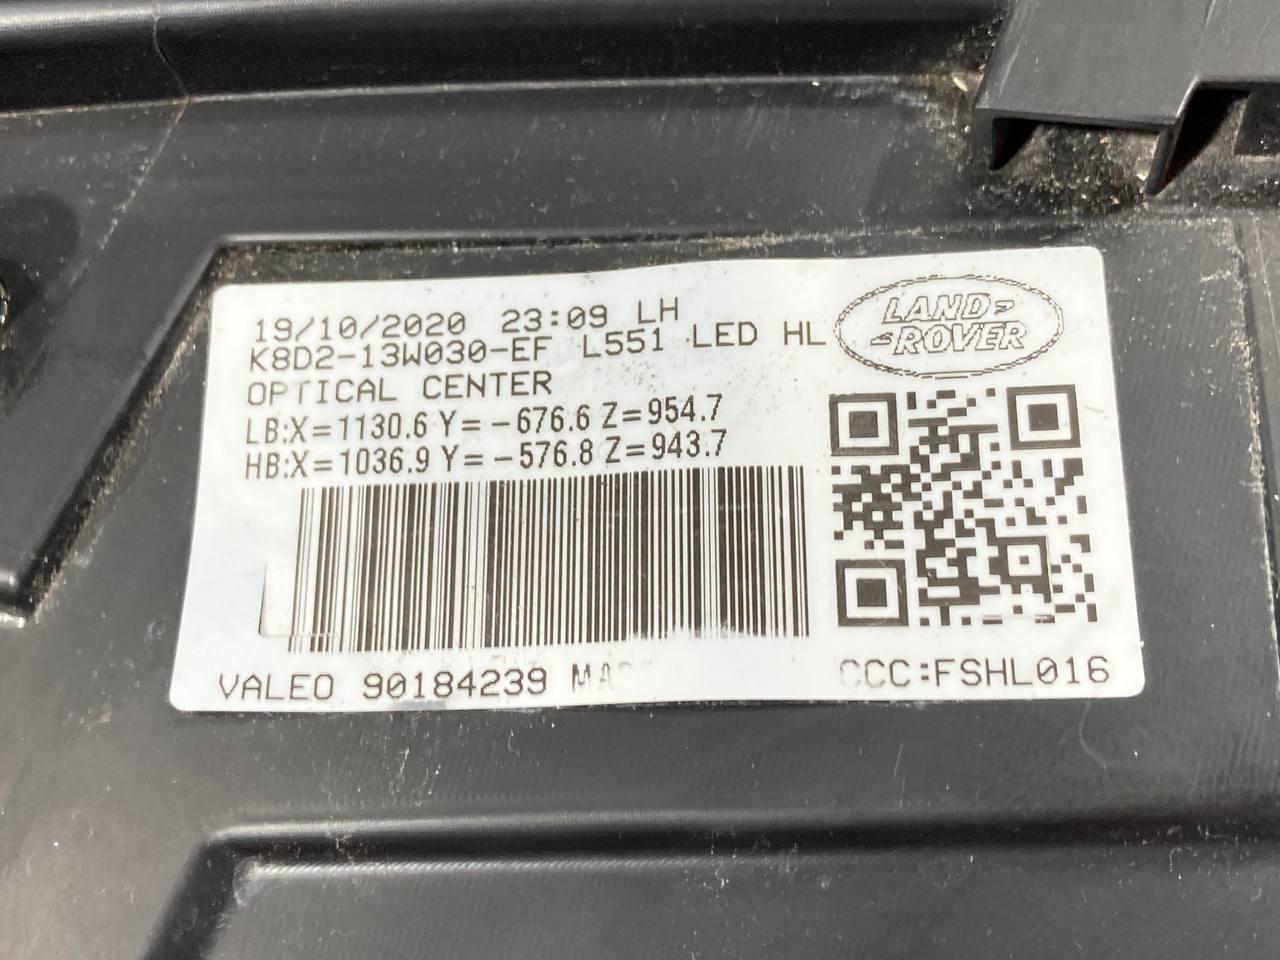 19/10/2020 23:09 LH
K8D2-13W030-EF L551 LED HL
LAND
ROVER
OPTICAL CENTER
LB:X=1130.6 Y= -676.6 Z=954.7
HB:X=1036.9 Y= -576.8 Z=943.7
VALEO 90184239
CCC:FSHL016